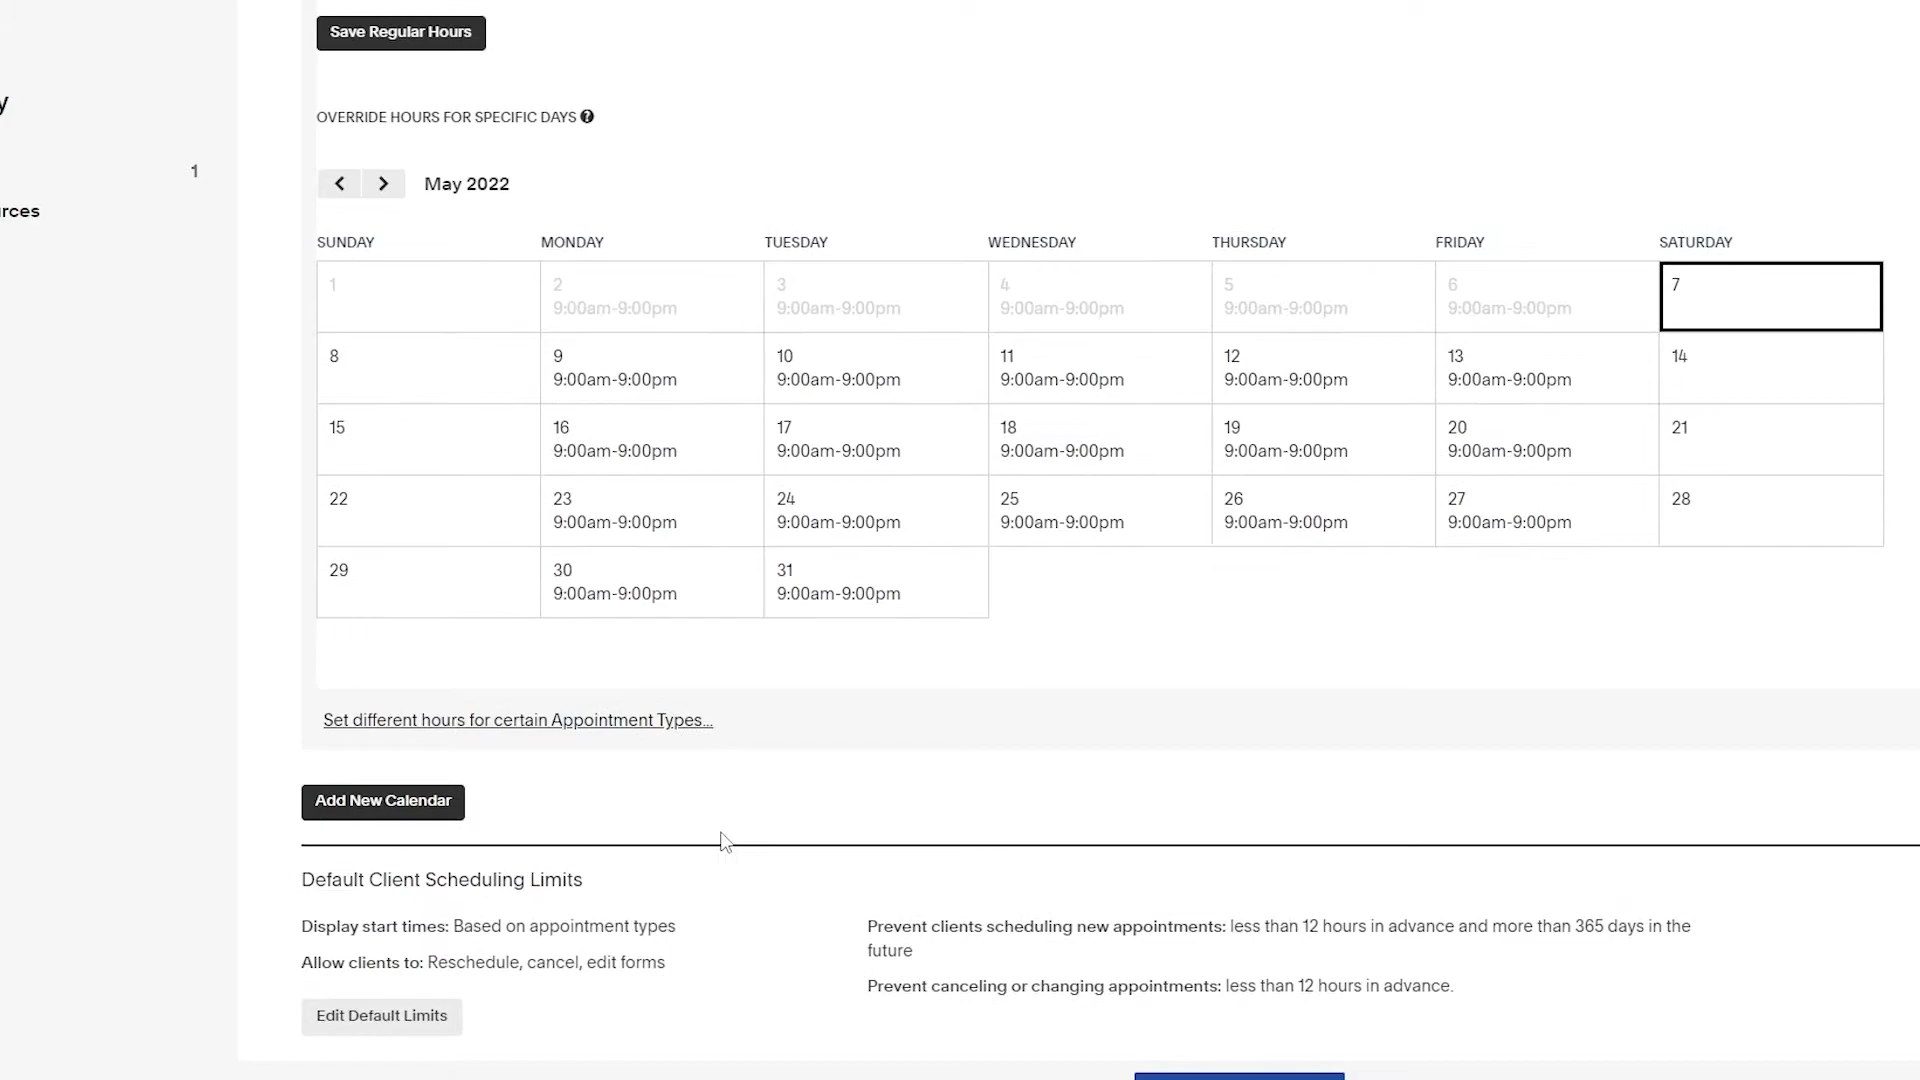 Save Regular Hours
y
OVERRIDE HOURS FOR SPECIFIC DAYS ?
1
May 2022
rces
SUNDAY MONDAY TUESDAY WEDNESDAY THURSDAY FRIDAY SATURDAY
1 2 3 4 5 6 7
9:00am-9:00pm 9:00am-9:00pm 9:00am-9:00pm 9:00am-9:00pm 9:00am-9:00pm
8 9 10 11 12 13 14
9:00am-9:00pm 9:00am-9:00pm 9:00am-9:00pm 9:00am-9:00pm 9:00am-9:00pm
15 16 17 18 19 20 21
9:00am-9:00pm 9:00am-9:00pm 9:00am-9:00pm 9:00am-9:00pm 9:00am-9:00pm
22 23 24 25 26 27 28
9:00am-9:00pm 9:00am-9:00pm 9:00am-9:00pm 9:00am-9:00pm 9:00am-9:00pm
29 30 31
9:00am-9:00pm 9:00am-9:00pm
Set different hours for certain Appointment Types...
Add New Calendar
Default Client Scheduling Limits
Display start times: Based on appointment types
Allow clients to: Reschedule, cancel, edit forms
Prevent clients scheduling new appointments: less than 12 hours in advance and more than 365 days in the
future
Prevent canceling or changing appointments: less than 12 hours in advance.
Edit Default Limits